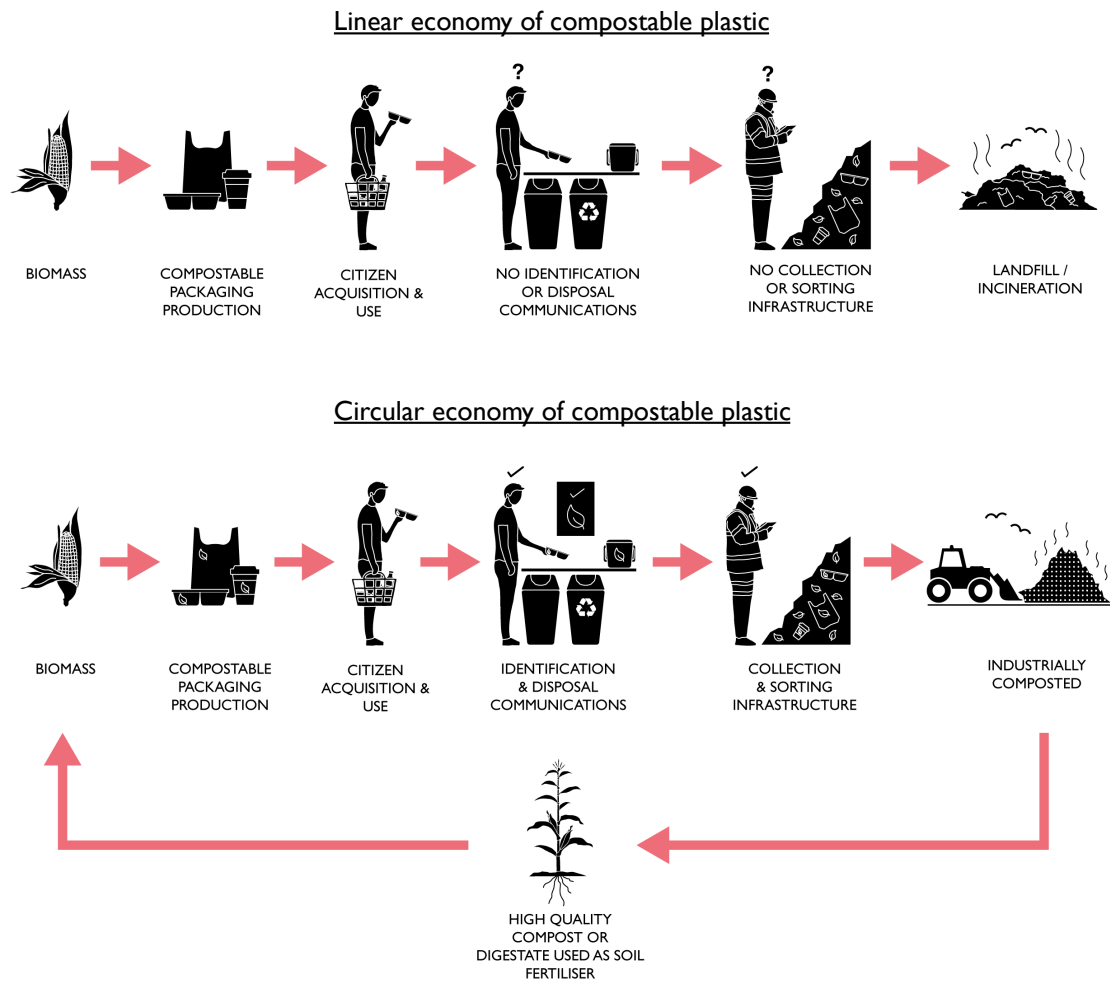 Linear economy of compostable plastic
?
?
BIOMASS
COMPOSTABLE
PACKAGING
PRODUCTION
CITIZEN
ACQUISITION &
USE
NO IDENTIFICATION
OR DISPOSAL
COMMUNICATIONS
NO COLLECTION
OR SORTING
INFRASTRUCTURE
LANDFILL /
INCINERATION
Circular economy of compostable plastic
BIOMASS
COMPOSTABLE
PACKAGING
PRODUCTION
CITIZEN
ACQUISITION &
USE
IDENTIFICATION
& DISPOSAL
COMMUNICATIONS
COLLECTION
& SORTING
INFRASTRUCTURE
INDUSTRIALLY
COMPOSTED
HIGH QUALITY
COMPOST OR
DIGESTATE USED AS SOIL
FERTILISER